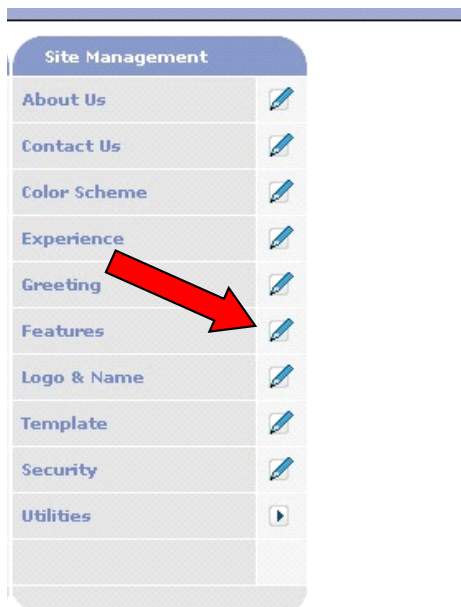 Site Management
About Us
Contact Us
Color Scheme
Experience
Greeting
Features
Logo & Name
Template
Security
Utilities